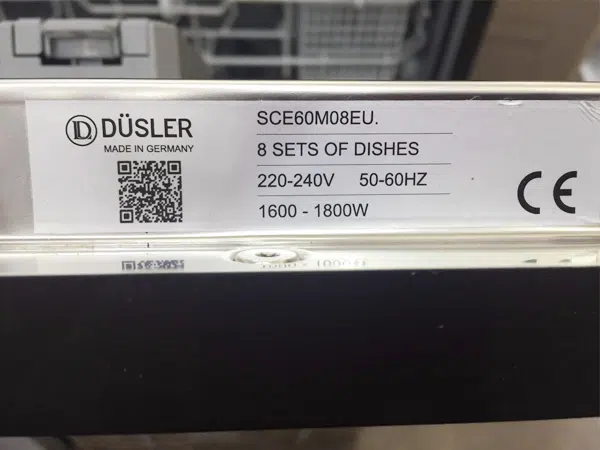 DÜSLER
MADE IN GERMANY
SCE60M08EU.
8 SETS OF DISHES
220-240V 50-60HZ
1600 - 1800W
CE